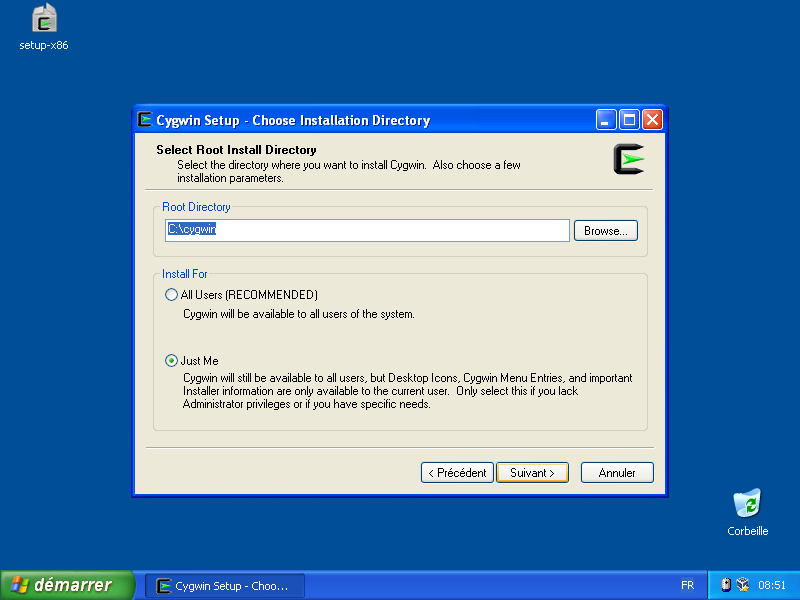 setup-x86
Cygwin Setup - Choose Installation Directory
Select Root Install Directory
Select the directory where you want to install Cygwin.  Also choose a few
installation parameters.
Root Directory
C:\cygwin
Browse...
Install For
All Users (RECOMMENDED)
Cygwin will be available to all users of the system.
Just Me
Cygwin will still be available to all users, but Desktop Icons, Cygwin Menu Entries, and important
Installer information are only available to the current user.  Only select this if you lack
Administrator privileges or if you have specific needs.
< Précédent
Suivant >
Annuler
Corbeille
démarrer
Cygwin Setup - Choo...
FR
08:51